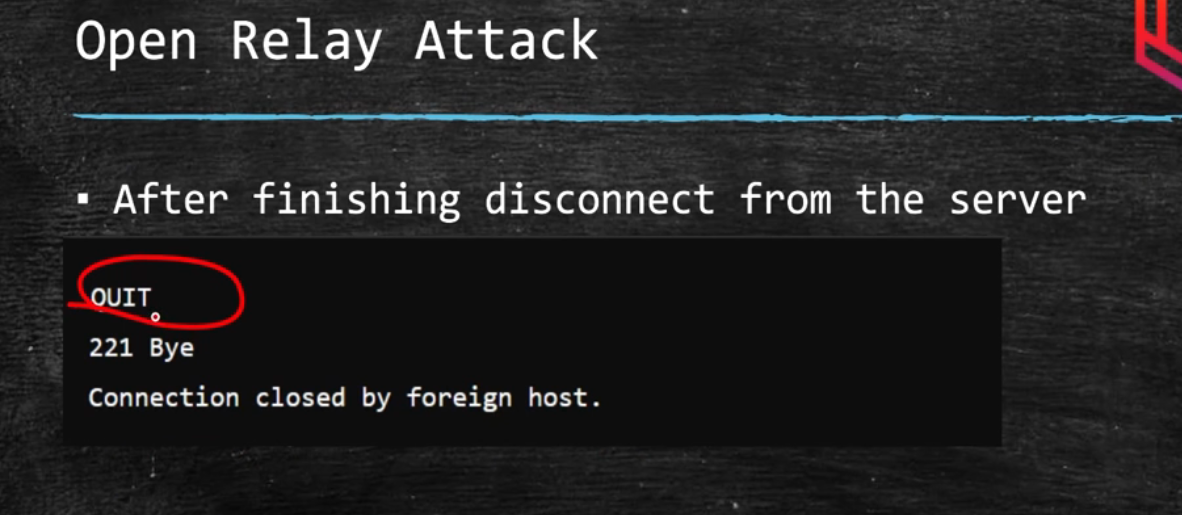 Open Relay Attack
▪ After finishing disconnect from the server
QUIT
221 Bye
Connection closed by foreign host.